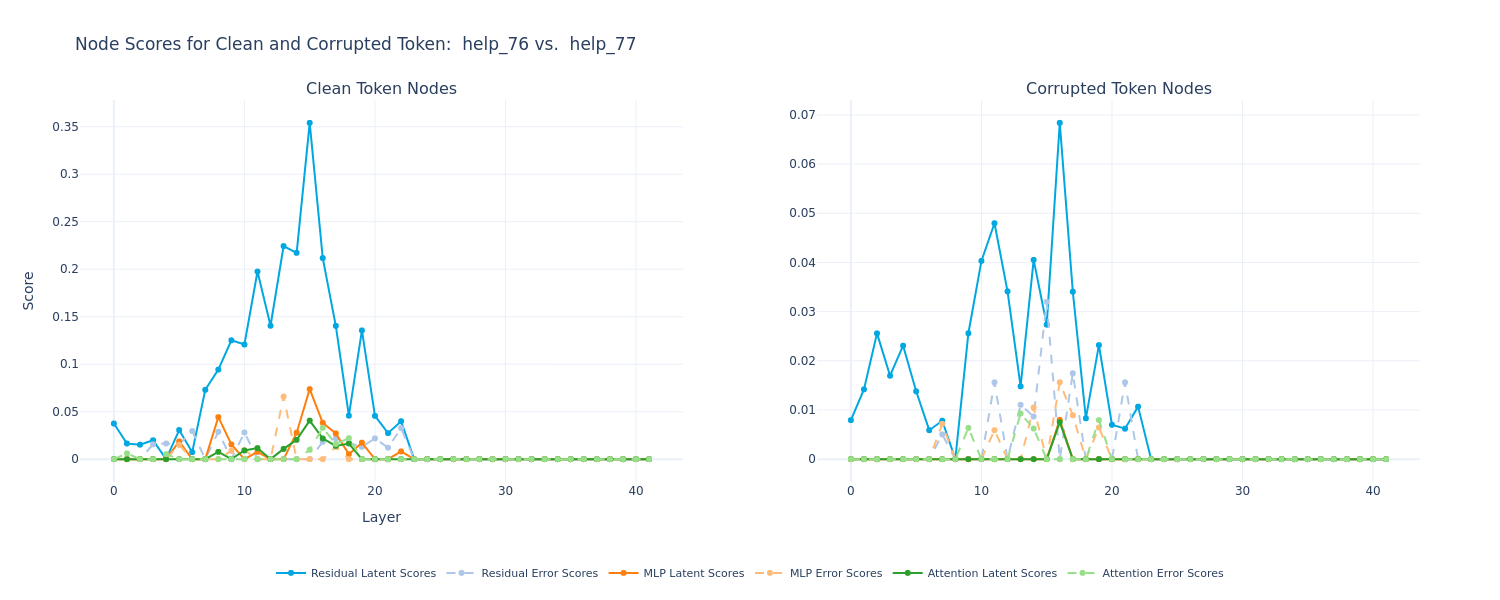 Node Scores for Clean and Corrupted Token:  help_76 vs.  help_77
Clean Token Nodes
Corrupted Token Nodes
0.35
0.3
0.25
0.2
0.15
0.1
0.05
0
Score
0 10 20 30 40
Layer
0.07
0.06
0.05
0.04
0.03
0.02
0.01
0
0 10 20 30 40
Residual Latent Scores Residual Error Scores MLP Latent Scores MLP Error Scores Attention Latent Scores Attention Error Scores